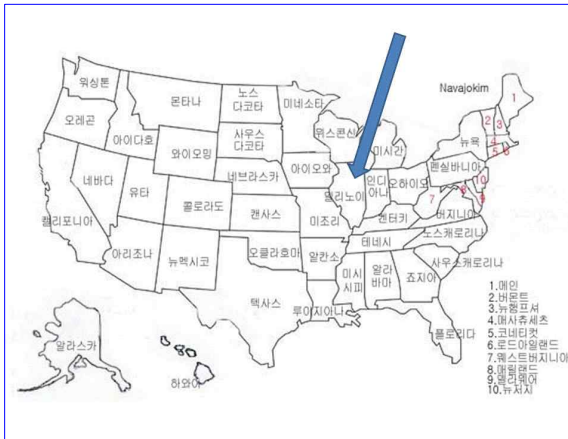 Navajokim
워싱톤
몬타나
노스
다코타
미네소타
오레곤
아이다호
와이오밍
사우스
다코타
위스콘신
미시간
뉴욕
네바다
유타
콜로라도
네브라스카
아이오와
일리노이
인디
아나
오하이오
펜실바니아
캘리포니아
캔사스
미조리
켄터키
버지니아
아리조나
뉴멕시코
오클라호마
알칸소
테네시
노스캐로리나
사우스캐로리나
텍사스
루이지아나
미시
시피
알라
바마
죠지아
플로리다
알라스카
하와이
1
2
3
4
5
6
7
8
9
10
1.메인
2.버몬트
3.뉴햄프셔
4.매사츄세츠
5.코네티컷
6.로드아일랜드
7.웨스트버지니아
8.매릴랜드
9.델라웨어
10.뉴저지